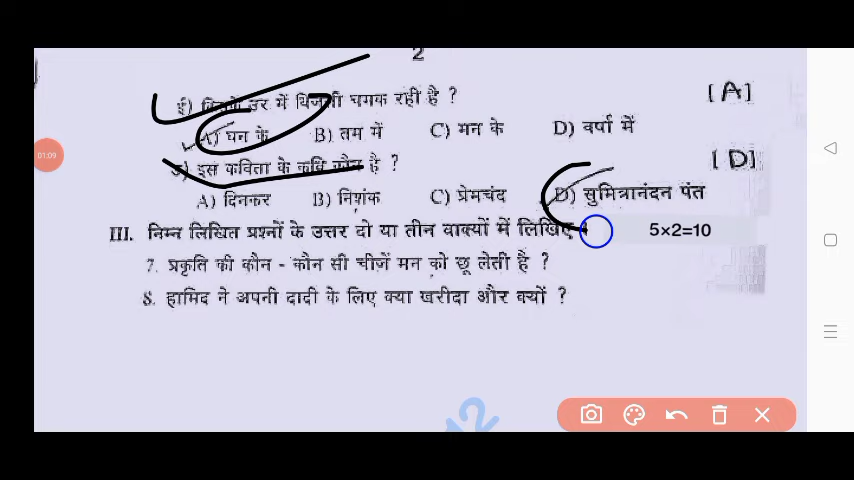 2
ई) किसके उर में बिजली चमक रही है ? [A]
A) घन के B) तम में C) मन के D) वर्षा में
उ) इस कविता के कवि कौन है ? [D]
A) दिनकर B) निशंक C) प्रेमचंद D) सुमित्रानंदन पंत
III. निम्न लिखित प्रश्नों के उत्तर दो या तीन वाक्यों में लिखिए 5×2=10
7. प्रकृति की कौन - कौन सी चीज़ें मन को छू लेती है ?
8. हामिद ने अपनी दादी के लिए क्या खरीदा और क्यों ?
01:09
12